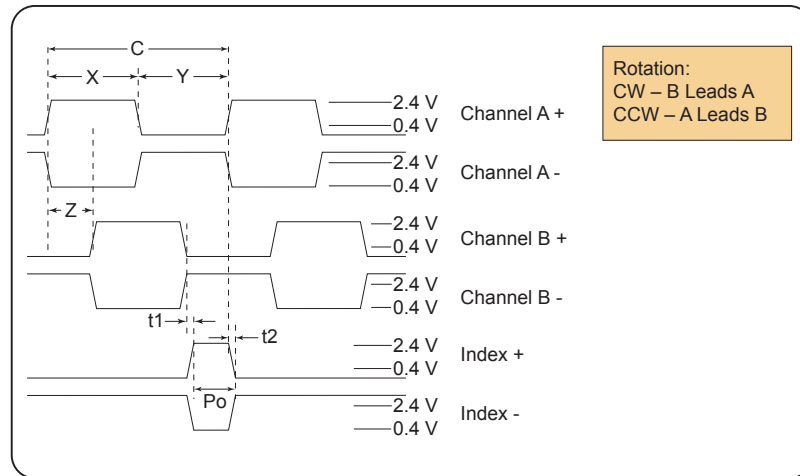 C
X Y
Rotation:
CW – B Leads A
CCW – A Leads B
2.4 V
0.4 V
Channel A +
2.4 V
0.4 V
Channel A -
Z
2.4 V
0.4 V
Channel B +
2.4 V
0.4 V
Channel B -
t1
t2
2.4 V
0.4 V
Index +
Po
2.4 V
0.4 V
Index -